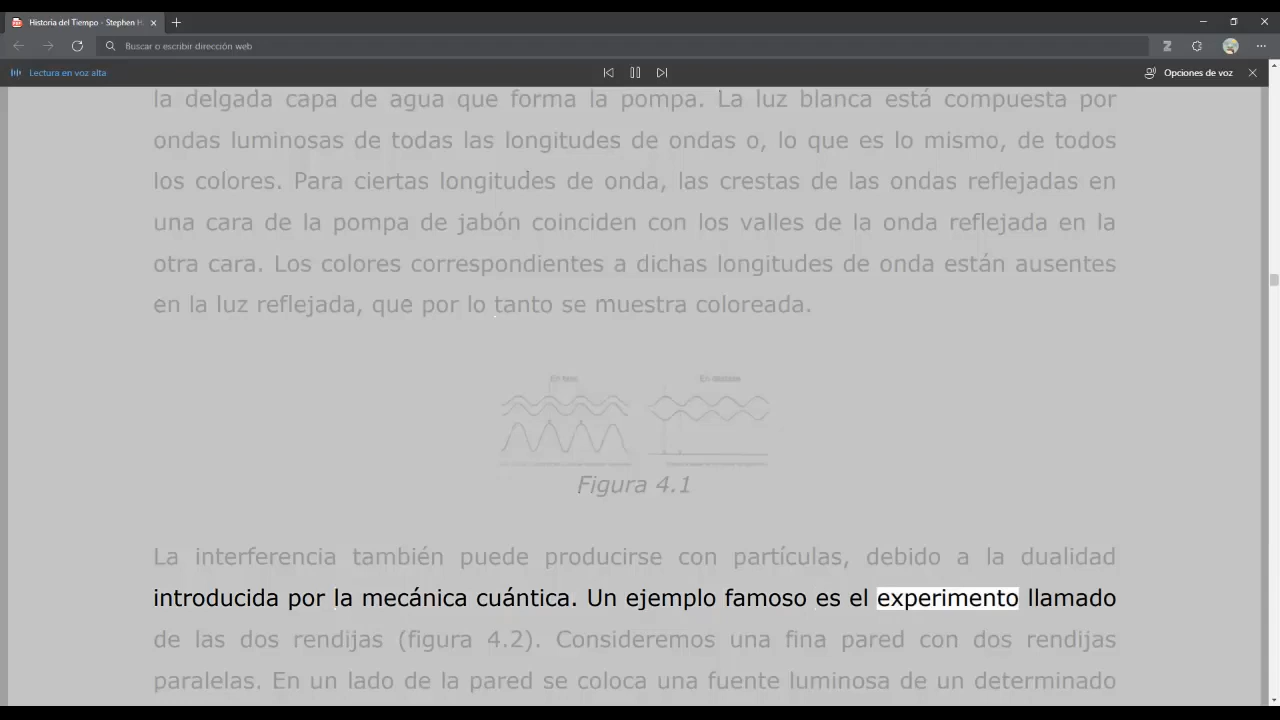 Historia del Tiempo - Stephen H
Buscar o escribir dirección web
Lectura en voz alta
Opciones de voz
la delgada capa de agua que forma la pompa. La luz blanca está compuesta por
ondas luminosas de todas las longitudes de ondas o, lo que es lo mismo, de todos
los colores. Para ciertas longitudes de onda, las crestas de las ondas reflejadas en
una cara de la pompa de jabón coinciden con los valles de la onda reflejada en la
otra cara. Los colores correspondientes a dichas longitudes de onda están ausentes
en la luz reflejada, que por lo tanto se muestra coloreada.
En fase
Figura 4.1
La interferencia también puede producirse con partículas, debido a la dualidad
introducida por la mecánica cuántica. Un ejemplo famoso es el experimento llamado
de las dos rendijas (figura 4.2). Consideremos una fina pared con dos rendijas
paralelas. En un lado de la pared se coloca una fuente luminosa de un determinado